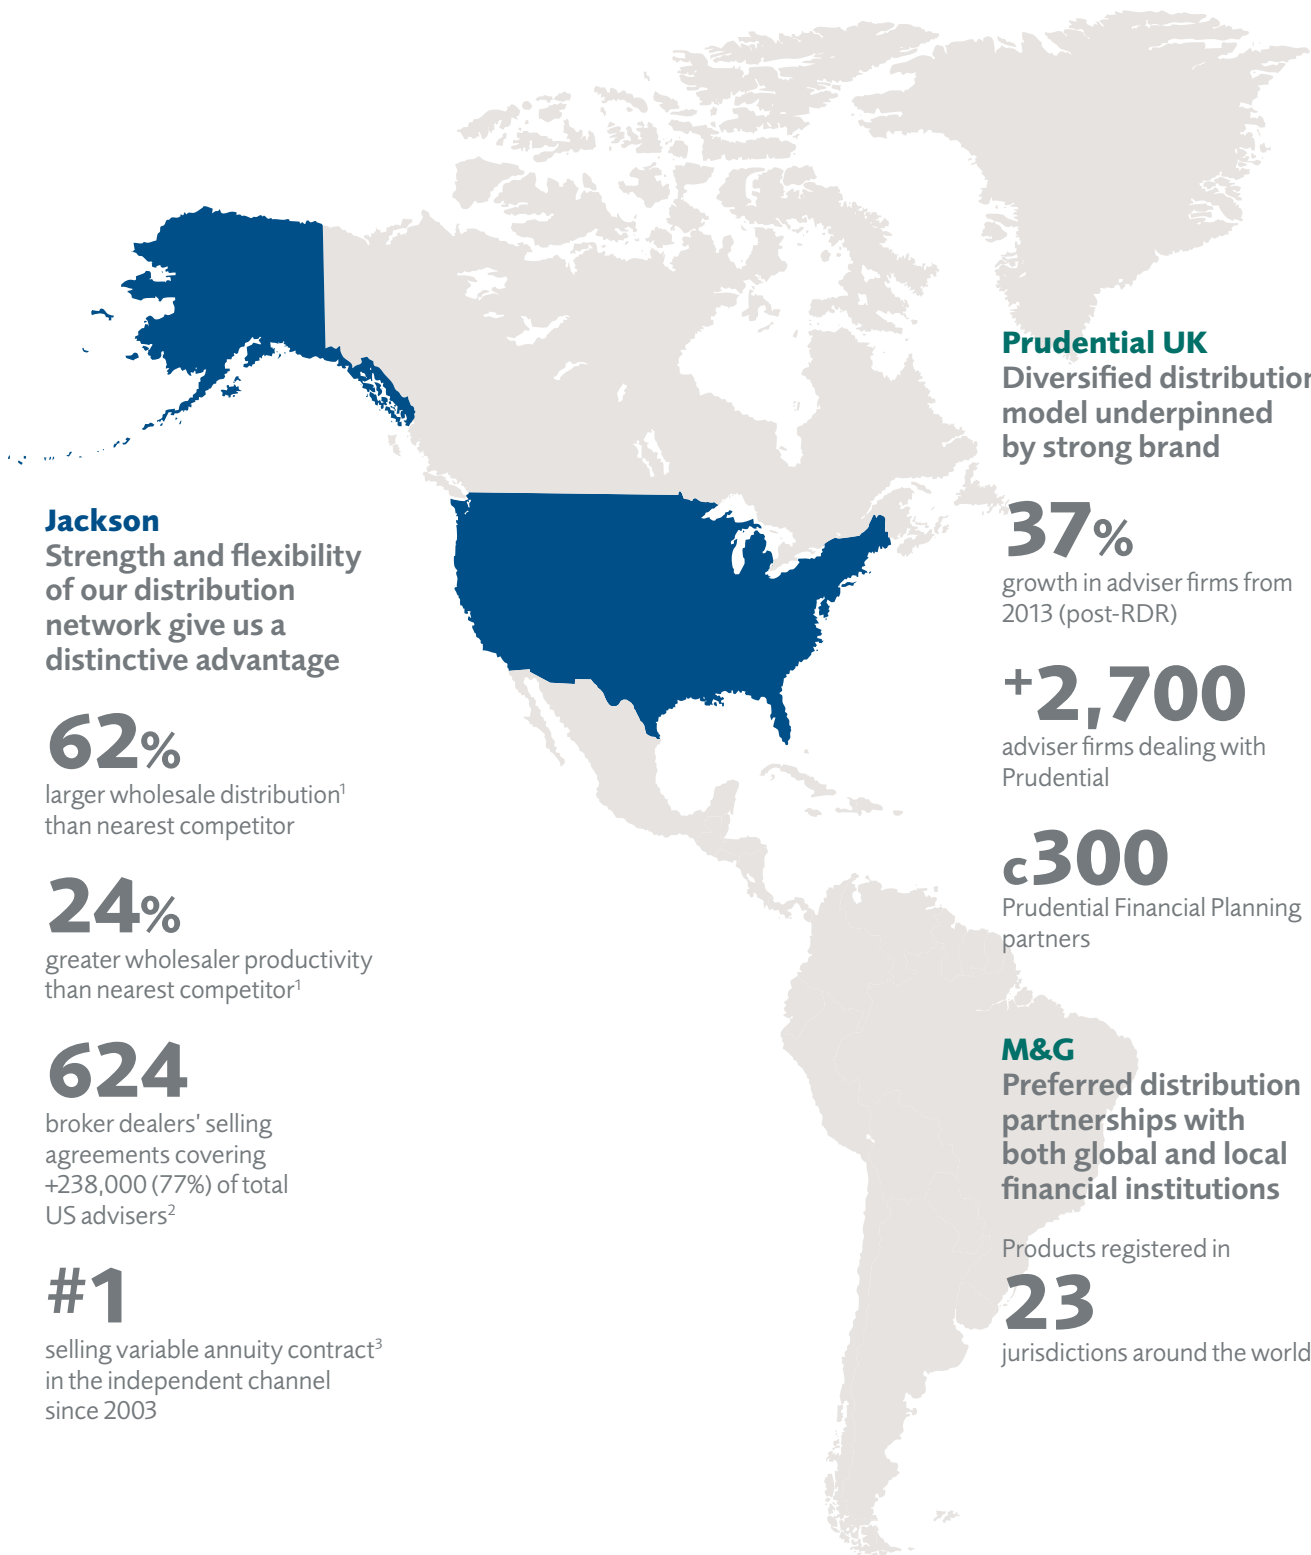 Jackson
Strength and flexibility
of our distribution
network give us a
distinctive advantage
62%
larger wholesale distribution¹
than nearest competitor
24%
greater wholesaler productivity
than nearest competitor¹
624
broker dealers’ selling
agreements covering
+238,000 (77%) of total
US advisers²
#1
selling variable annuity contract³
in the independent channel
since 2003
Prudential UK
Diversified distribution
model underpinned
by strong brand
37%
growth in adviser firms from
2013 (post-RDR)
+2,700
adviser firms dealing with
Prudential
c300
Prudential Financial Planning
partners
M&G
Preferred distribution
partnerships with
both global and local
financial institutions
Products registered in
23
jurisdictions around the world